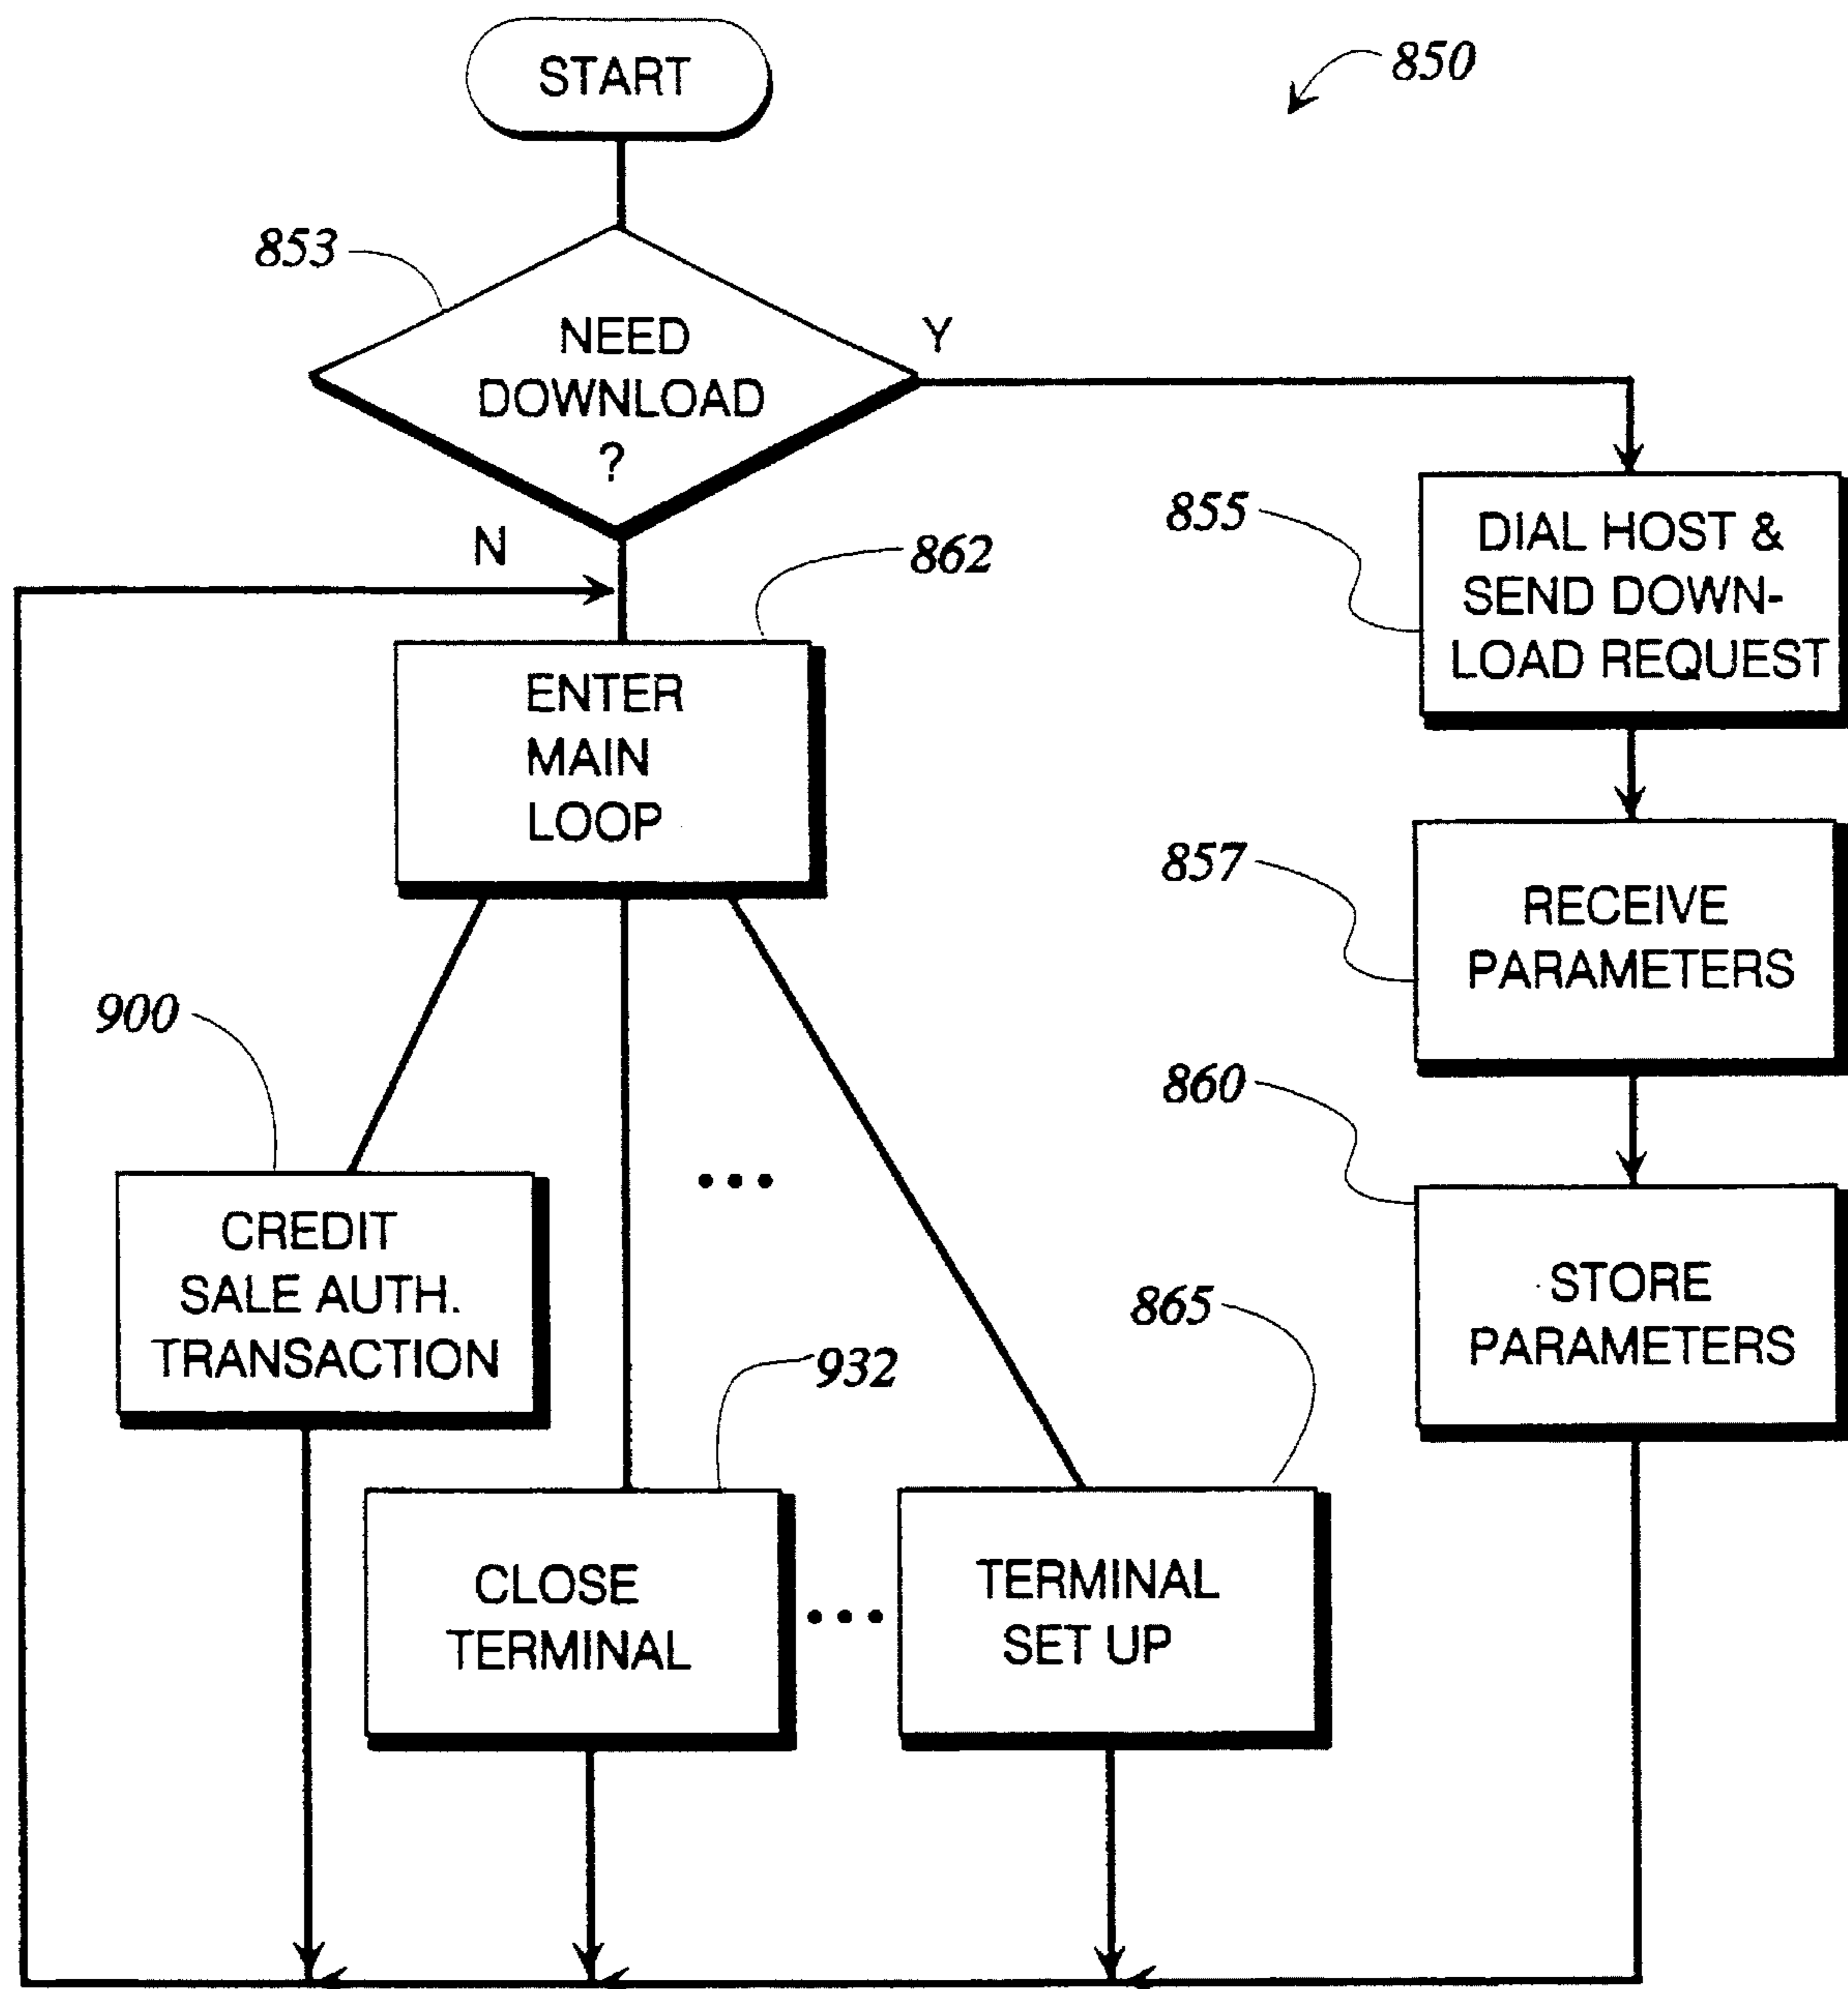 START
850
853
NEED
DOWNLOAD
?
Y
N
862
855
DIAL HOST &
SEND DOWN-
LOAD REQUEST
ENTER
MAIN
LOOP
857
RECEIVE
PARAMETERS
900
860
CREDIT
SALE AUTH.
TRANSACTION
...
STORE
PARAMETERS
865
932
CLOSE
TERMINAL
...
TERMINAL
SET UP